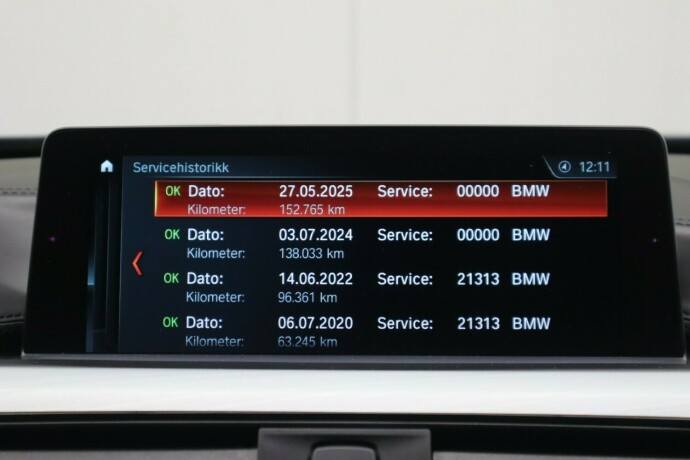 Servicehistorikk 12:11
OK Dato: 27.05.2025 Service: 00000 BMW
Kilometer: 152.765 km
OK Dato: 03.07.2024 Service: 00000 BMW
Kilometer: 138.033 km
OK Dato: 14.06.2022 Service: 21313 BMW
Kilometer: 96.361 km
OK Dato: 06.07.2020 Service: 21313 BMW
Kilometer: 63.245 km